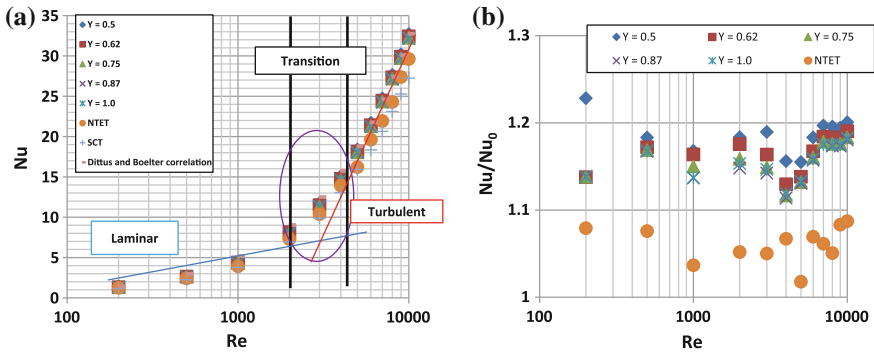 (a)
35
30
25
20
15
10
5
0
Nu
Y = 0.5
Y = 0.62
Y = 0.75
Y = 0.87
Y = 1.0
NTET
SCT
Dittus and Boelter correlation
Transition
Laminar
Turbulent
100
1000
10000
Re
(b)
1.3
1.2
1.1
1
Nu/Nu0
Y = 0.5
Y = 0.62
Y = 0.75
Y = 0.87
Y = 1.0
NTET
100
1000
10000
Re